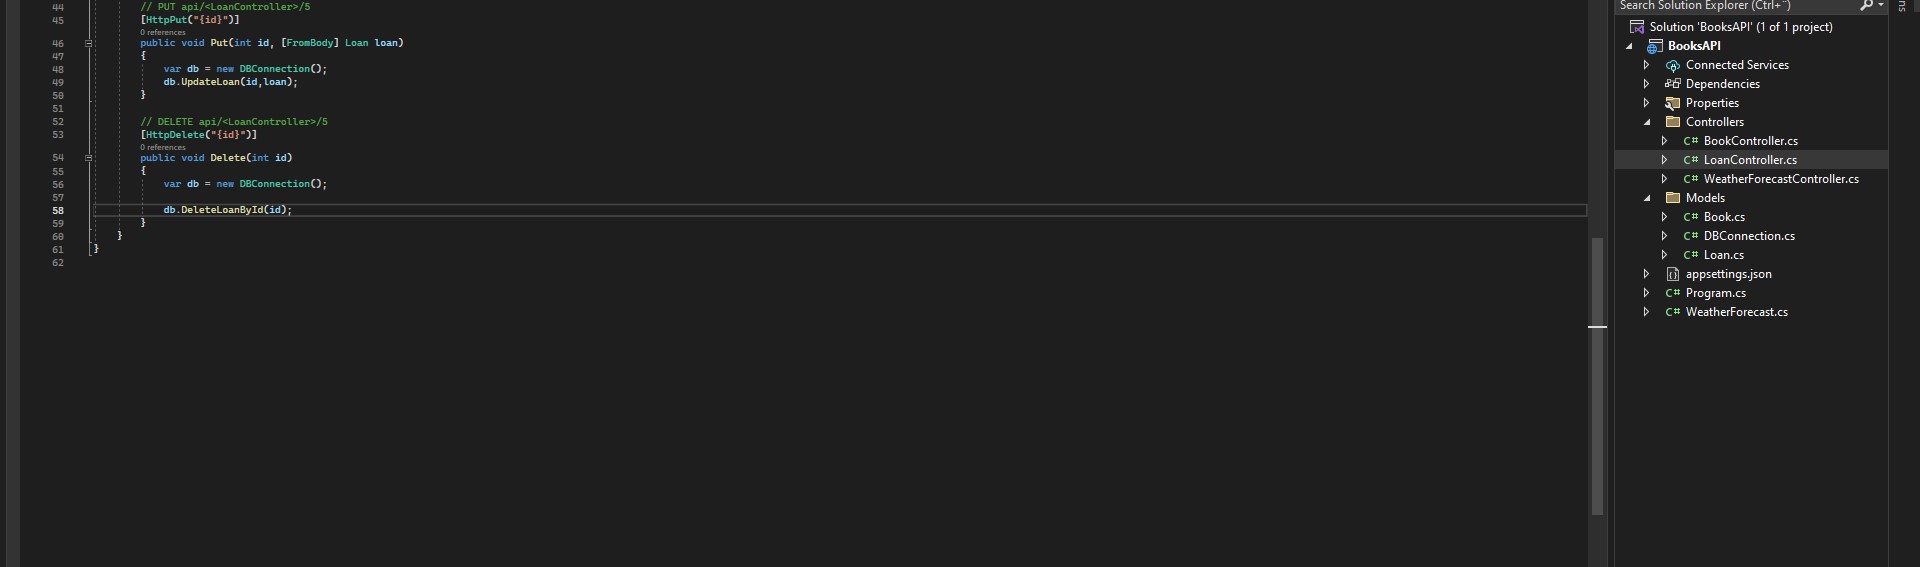 44 // PUT api/<LoanController>/5
45 [HttpPut("{id}")]
0 references
46 public void Put(int id, [FromBody] Loan loan)
47 {
48 var db = new DBConnection();
49 db.UpdateLoan(id,loan);
50 }
51
52 // DELETE api/<LoanController>/5
53 [HttpDelete("{id}")]
0 references
54 public void Delete(int id)
55 {
56 var db = new DBConnection();
57
58 db.DeleteLoanById(id);
59 }
60 }
61 }
62
Search Solution Explorer (Ctrl+¨)
Solution 'BooksAPI' (1 of 1 project)
BooksAPI
Connected Services
Dependencies
Properties
Controllers
C# BookController.cs
C# LoanController.cs
C# WeatherForecastController.cs
Models
C# Book.cs
C# DBConnection.cs
C# Loan.cs
appsettings.json
C# Program.cs
C# WeatherForecast.cs